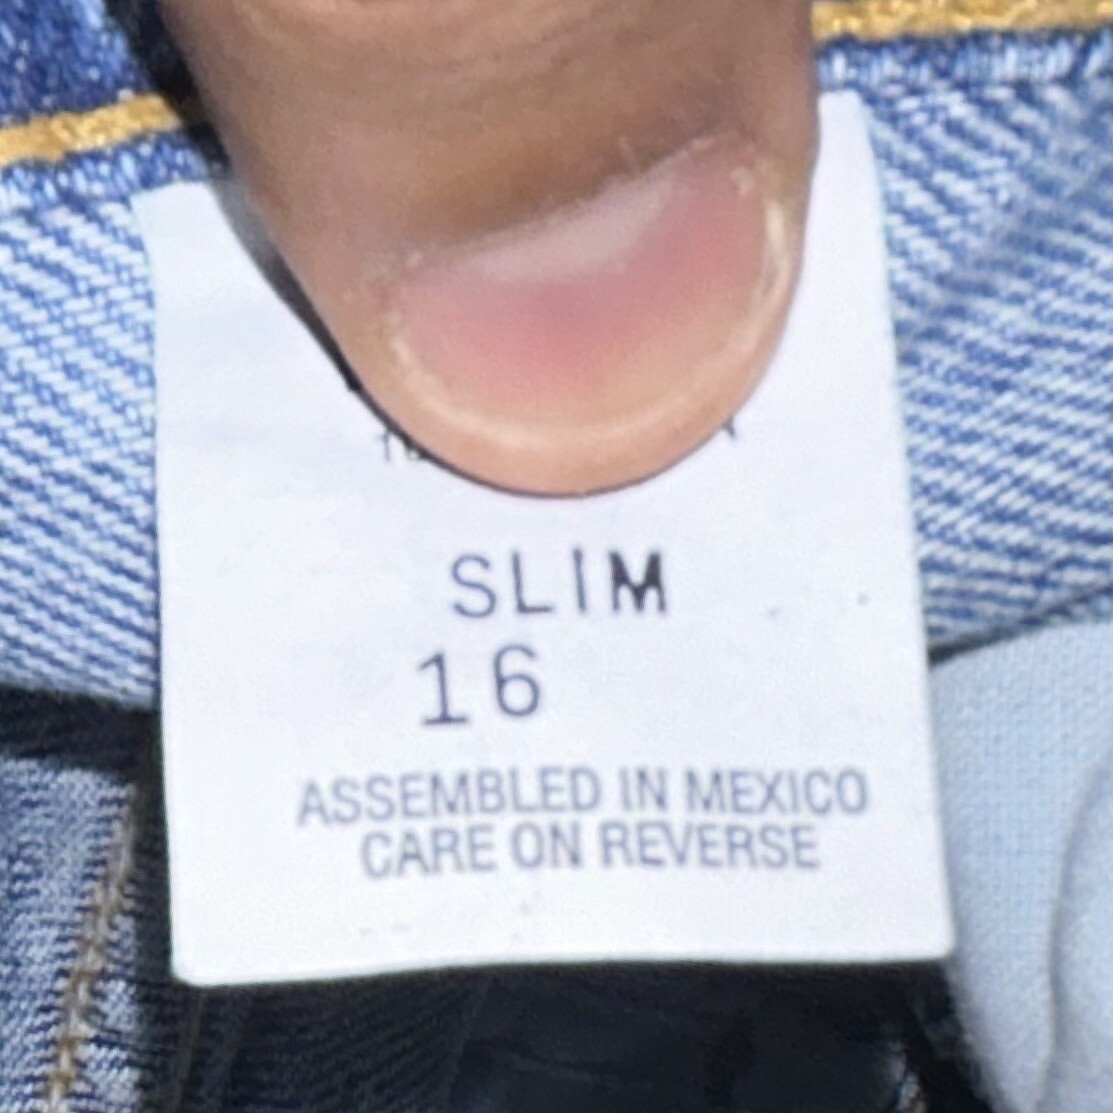 SLIM
16
ASSEMBLED IN MEXICO
CARE ON REVERSE